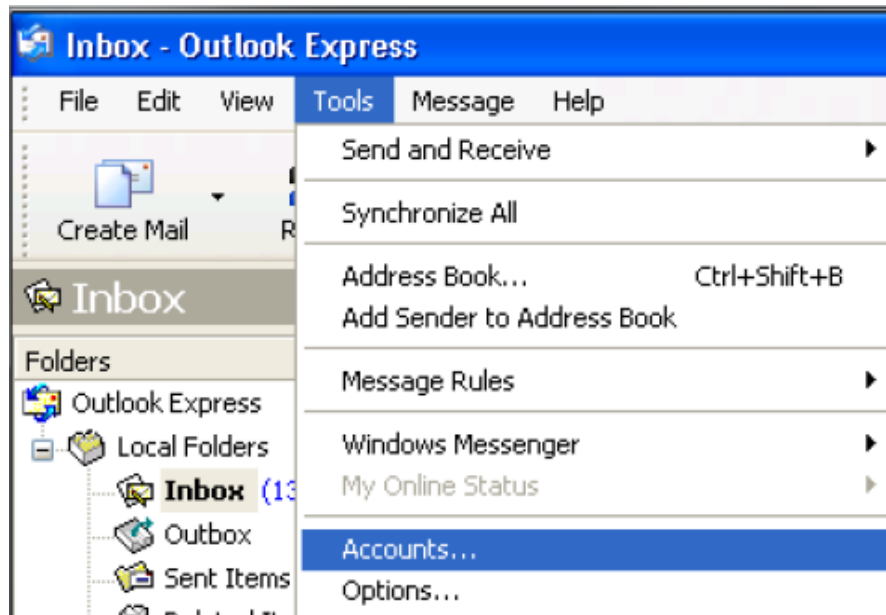 Inbox - Outlook Express
File Edit View Tools Message Help
Send and Receive
Synchronize All
Create Mail R
Address Book... Ctrl+Shift+B
Add Sender to Address Book
Inbox
Folders
Message Rules
Outlook Express
Windows Messenger
Local Folders
My Online Status
Inbox (13
Outbox
Accounts...
Sent Items
Options...